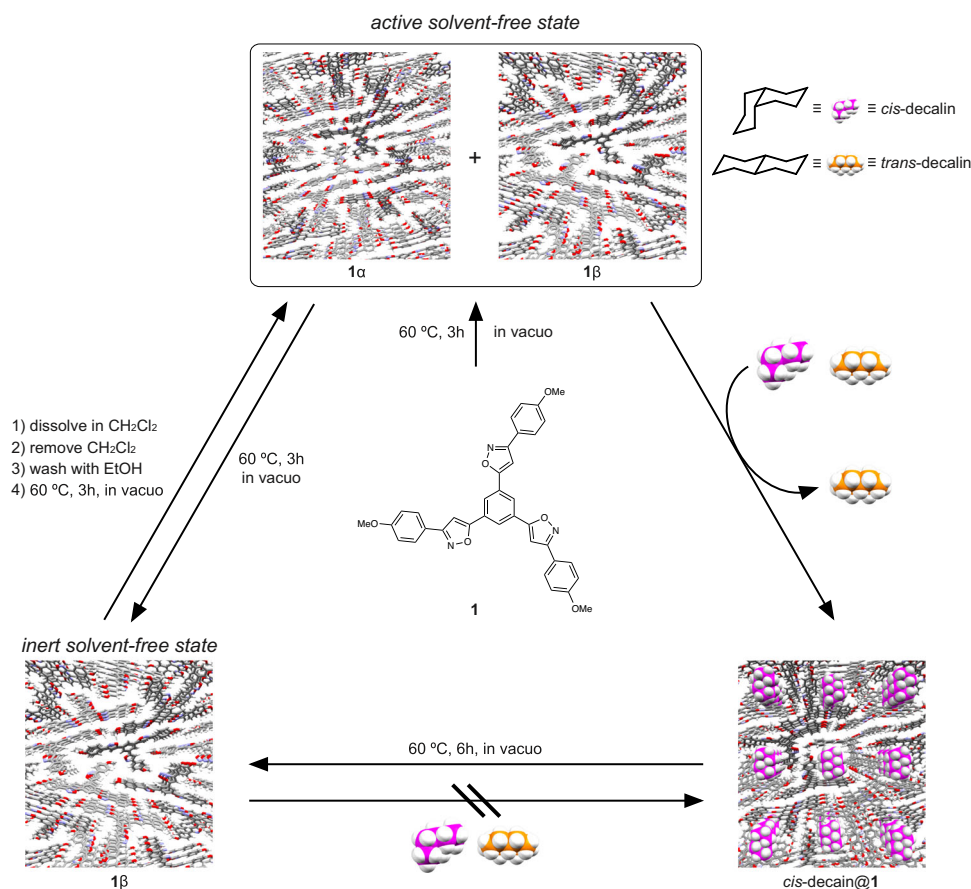 active solvent-free state
≡ ≡ cis-decalin
≡ ≡ trans-decalin
+
1α
1β
60 ºC, 3h in vacuo
1) dissolve in CH₂Cl₂
2) remove CH₂Cl₂
3) wash with EtOH
4) 60 ºC, 3h, in vacuo
60 ºC, 3h
in vacuo
OMe
N
O
MeO
N O
O
N
OMe
1
inert solvent-free state
60 ºC, 6h, in vacuo
1β
cis-decain@1